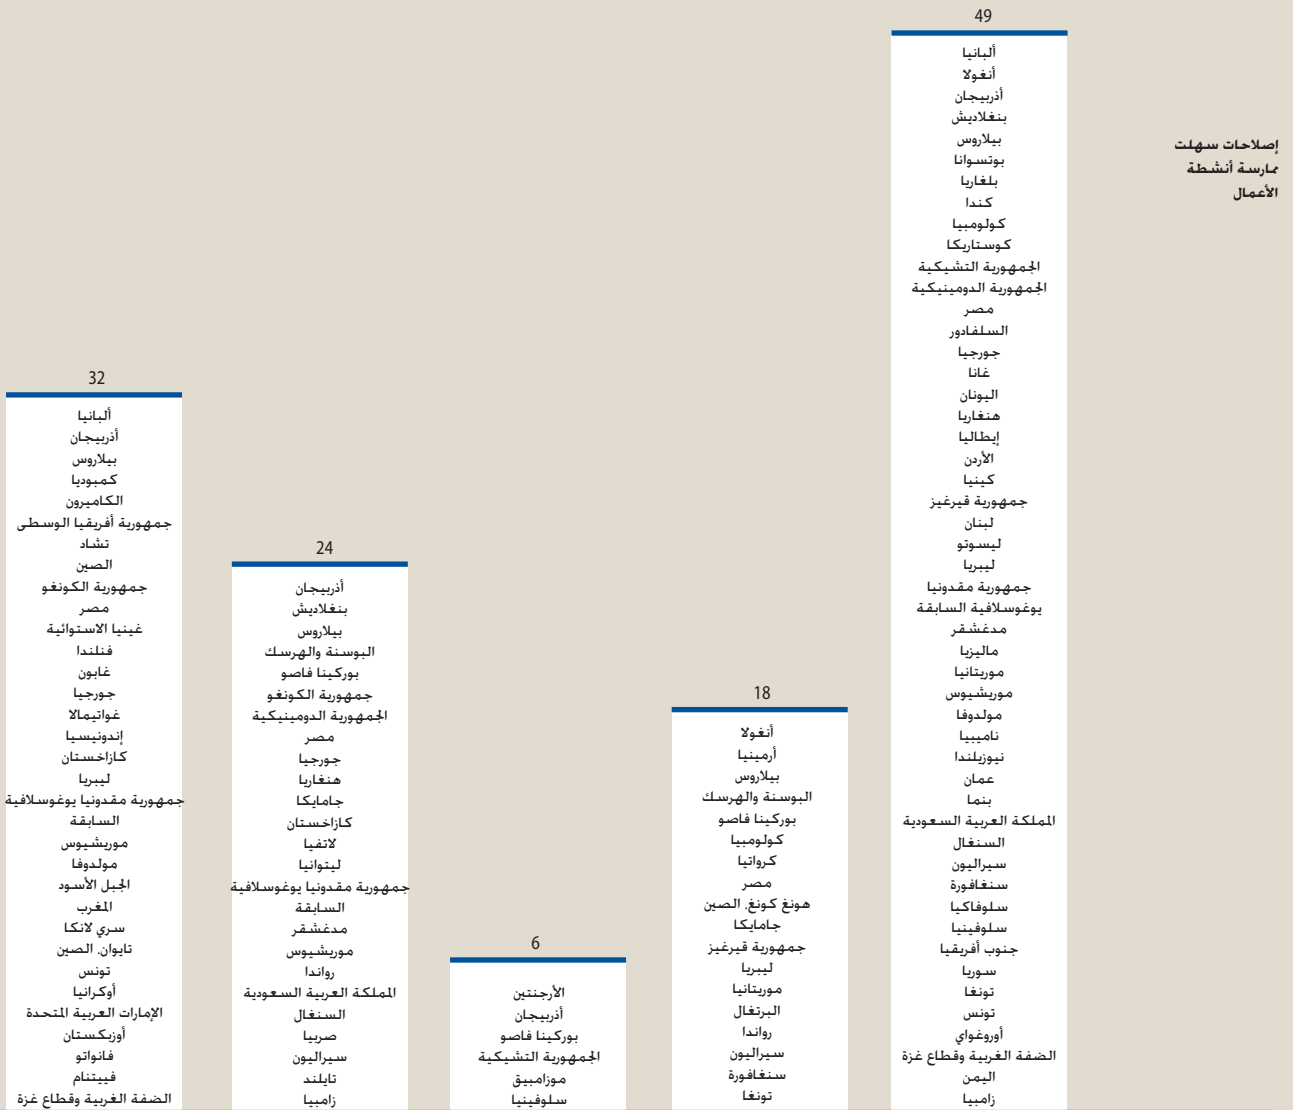 إصلاحات سهلت
ممارسة أنشطة
الأعمال
49
ألبانيا
أنغولا
أذربيجان
بنغلاديش
بيلاروس
بوتسوانا
بلغاريا
كندا
كولومبيا
كوستاريكا
الجمهورية التشيكية
الجمهورية الدومينيكية
مصر
السلفادور
جورجيا
غانا
اليونان
هنغاريا
إيطاليا
الأردن
كينيا
جمهورية قيرغيز
لبنان
ليسوتو
ليبريا
جمهورية مقدونيا
يوغوسلافية السابقة
مدغشقر
ماليزيا
موريتانيا
موريشيوس
مولدوفا
ناميبيا
نيوزيلندا
عمان
بنما
المملكة العربية السعودية
السنغال
سيراليون
سنغافورة
سلوفاكيا
سلوفينيا
جنوب أفريقيا
سوريا
تونغا
تونس
أوروغواي
الضفة الغربية وقطاع غزة
اليمن
زامبيا
18
أنغولا
أرمينيا
بيلاروس
البوسنة والهرسك
بوركينا فاصو
كولومبيا
كرواتيا
مصر
هونغ كونغ، الصين
جامايكا
جمهورية قيرغيز
ليبريا
موريتانيا
البرتغال
رواندا
سيراليون
سنغافورة
تونغا
6
الأرجنتين
أذربيجان
بوركينا فاصو
الجمهورية التشيكية
موزامبيق
سلوفينيا
24
أذربيجان
بنغلاديش
بيلاروس
البوسنة والهرسك
بوركينا فاصو
جمهورية الكونغو
الجمهورية الدومينيكية
مصر
جورجيا
هنغاريا
جامايكا
كازاخستان
لاتفيا
ليتوانيا
جمهورية مقدونيا يوغوسلافية
السابقة
مدغشقر
موريشيوس
رواندا
المملكة العربية السعودية
السنغال
صربيا
سيراليون
تايلند
زامبيا
32
ألبانيا
أذربيجان
بيلاروس
كمبوديا
الكاميرون
جمهورية أفريقيا الوسطى
تشاد
الصين
جمهورية الكونغو
مصر
غينيا الاستوائية
فنلندا
غابون
جورجيا
غواتيمالا
إندونيسيا
كازاخستان
ليبريا
جمهورية مقدونيا يوغوسلافية
السابقة
موريشيوس
مولدوفا
الجبل الأسود
المغرب
سري لانكا
تايوان، الصين
تونس
أوكرانيا
الإمارات العربية المتحدة
أوزبكستان
فانواتو
فييتنام
الضفة الغربية وقطاع غزة